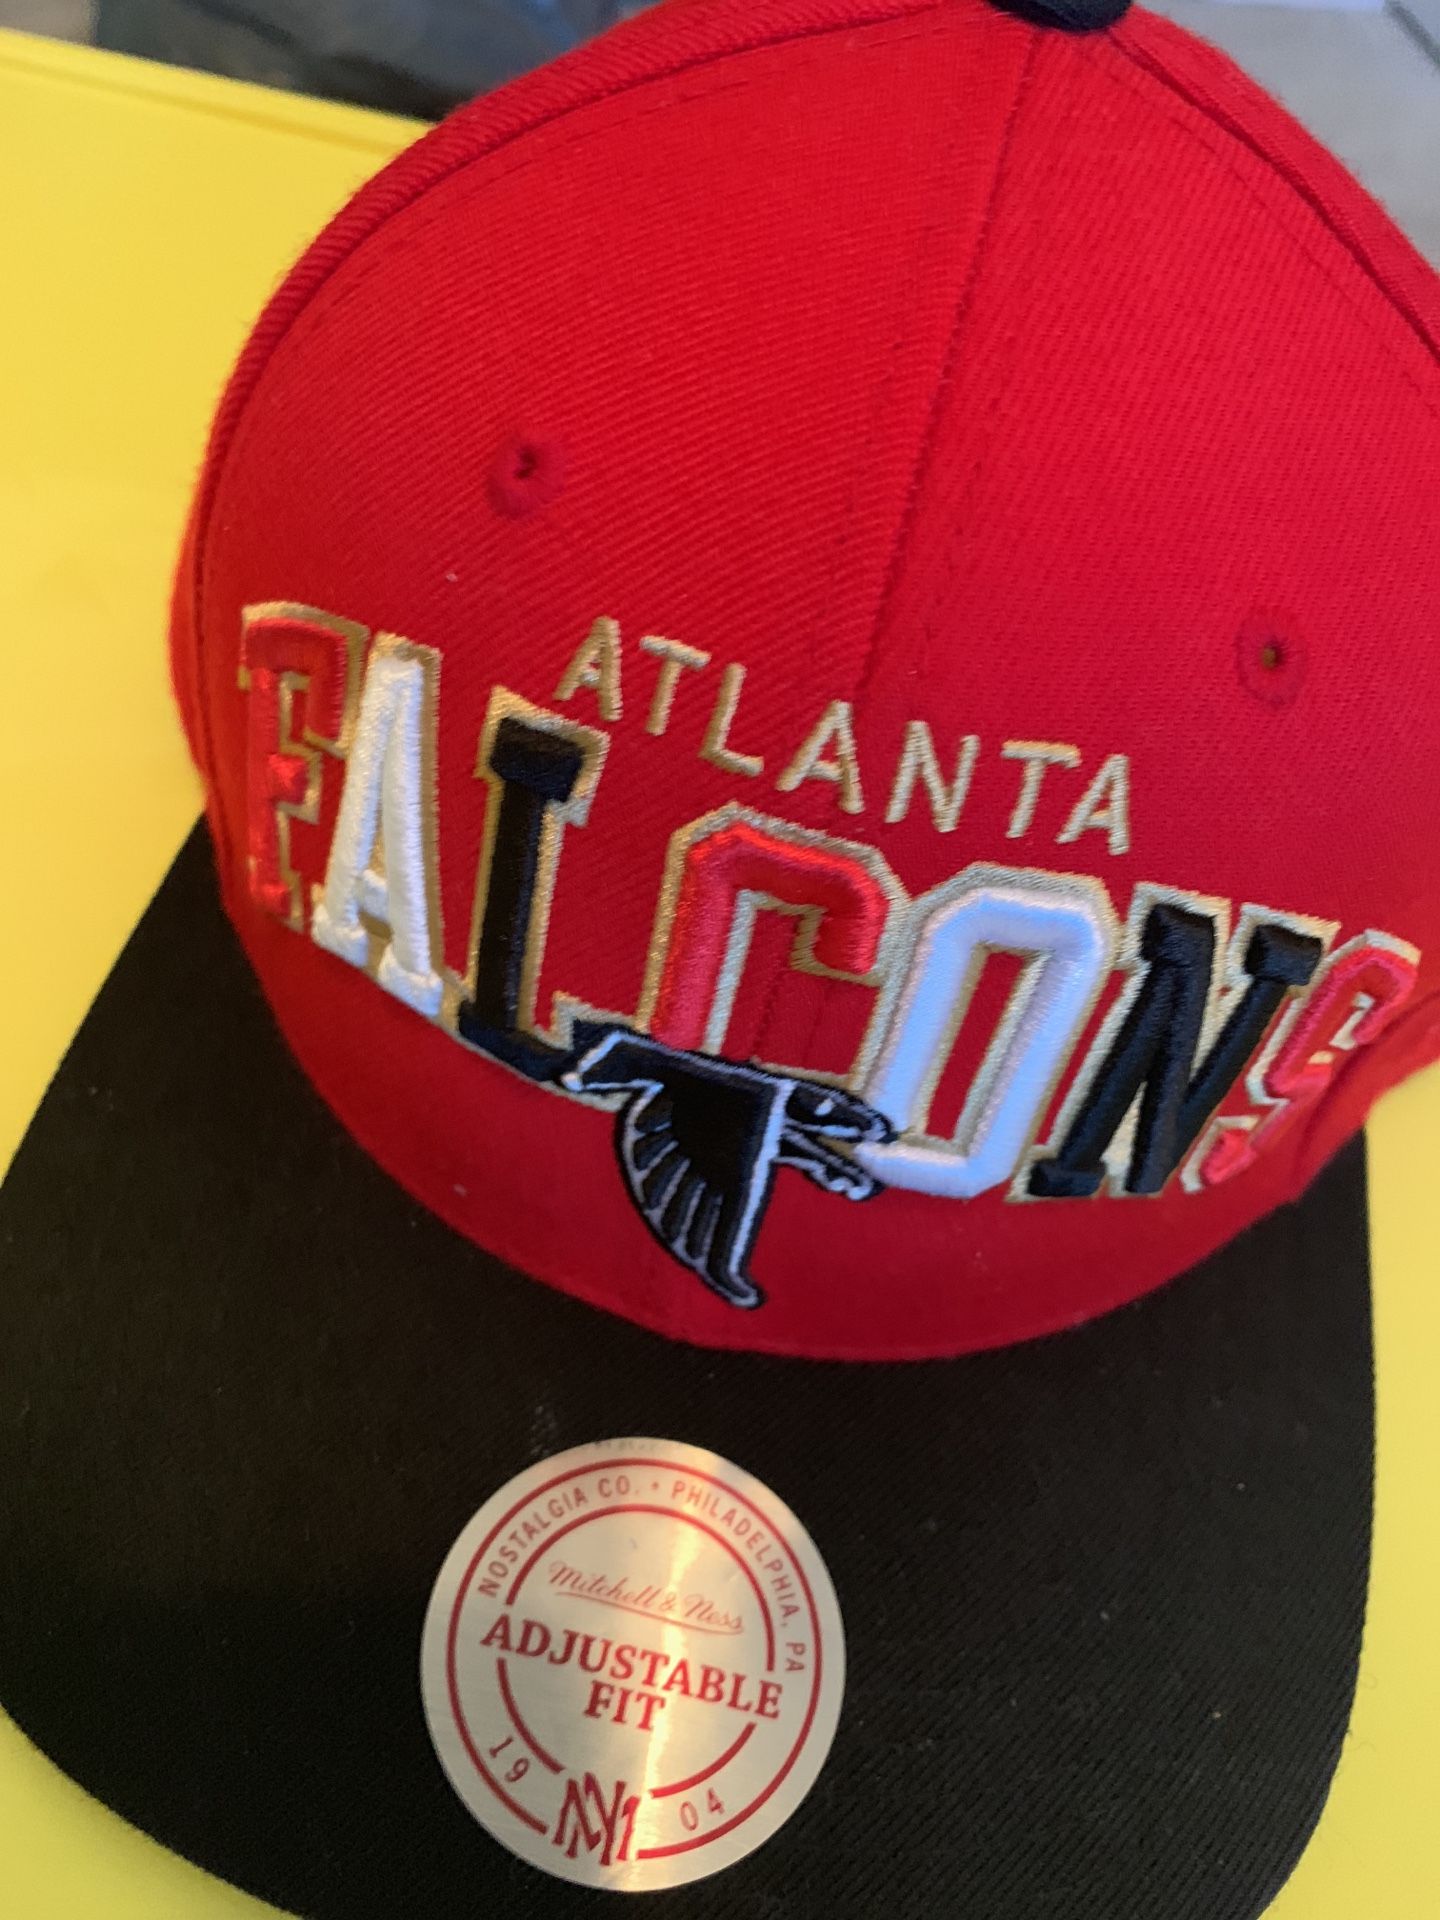 ATLANTA
FALCONS
NOSTALGIA CO. • PHILADELPHIA, PA
Mitchell & Ness
ADJUSTABLE
FIT
19 04